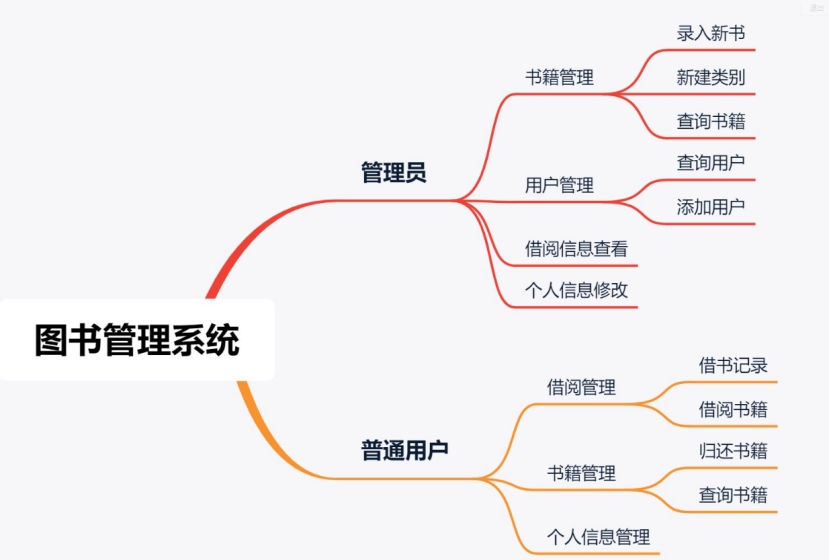 录入新书
书籍管理
新建类别
查询书籍
管理员
查询用户
用户管理
添加用户
借阅信息查看
个人信息修改
图书管理系统
借书记录
借阅管理
借阅书籍
普通用户
归还书籍
书籍管理
查询书籍
个人信息管理